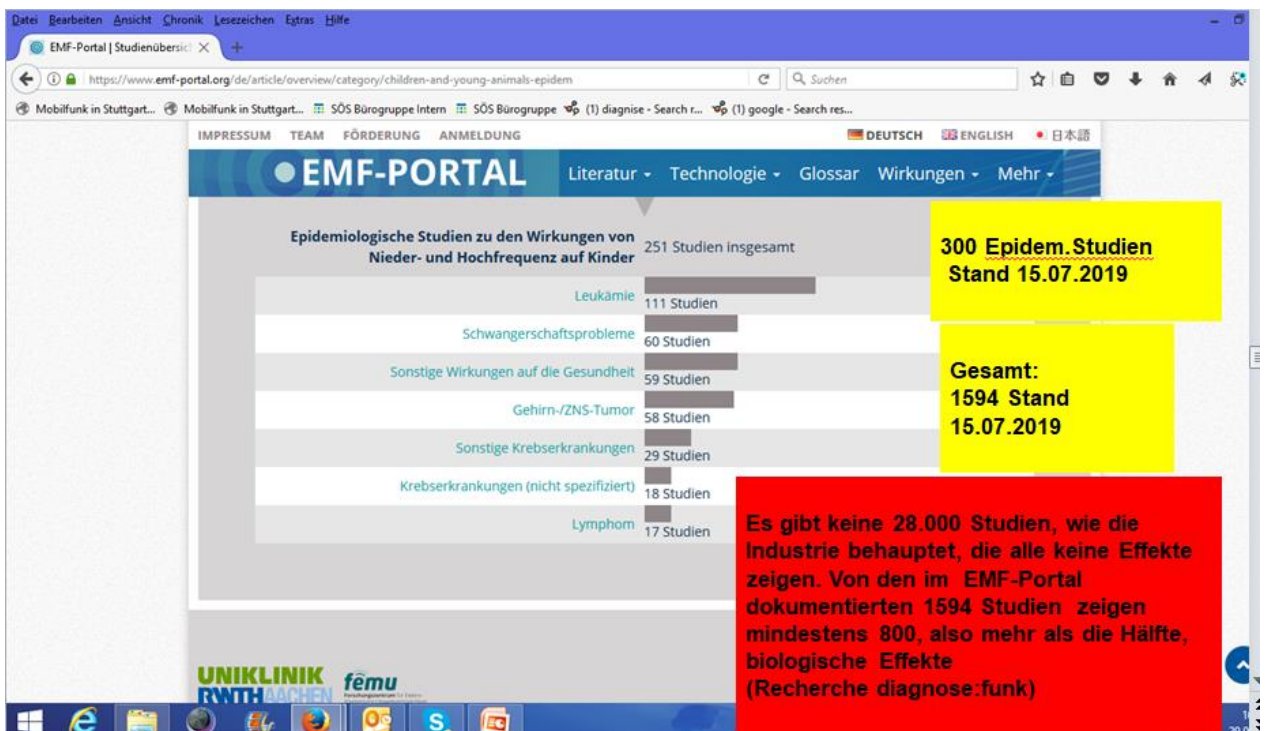 Datei Bearbeiten Ansicht Chronik Lesezeichen Extras Hilfe
EMF-Portal | Studienübersic
https://www.emf-portal.org/de/article/overview/category/children-and-young-animals-epidem
Suchen
Mobilfunk in Stuttgart... Mobilfunk in Stuttgart... SÖS Bürogruppe Intern SÖS Bürogruppe (1) diagnise - Search r... (1) google - Search res...
IMPRESSUM TEAM FÖRDERUNG ANMELDUNG DEUTSCH ENGLISH 日本語
EMF-PORTAL Literatur Technologie Glossar Wirkungen Mehr
Epidemiologische Studien zu den Wirkungen von
Nieder- und Hochfrequenz auf Kinder
251 Studien insgesamt
Leukämie
111 Studien
Schwangerschaftsprobleme
60 Studien
Sonstige Wirkungen auf die Gesundheit
59 Studien
Gehirn-/ZNS-Tumor
58 Studien
Sonstige Krebserkrankungen
29 Studien
Krebserkrankungen (nicht spezifiziert)
18 Studien
Lymphom
17 Studien
300 Epidem.Studien
Stand 15.07.2019
Gesamt:
1594 Stand
15.07.2019
Es gibt keine 28.000 Studien, wie die
Industrie behauptet, die alle keine Effekte
zeigen. Von den im EMF-Portal
dokumentierten 1594 Studien zeigen
mindestens 800, also mehr als die Hälfte,
biologische Effekte
(Recherche diagnose:funk)
UNIKLINIK
RWTH AACHEN
fēmu